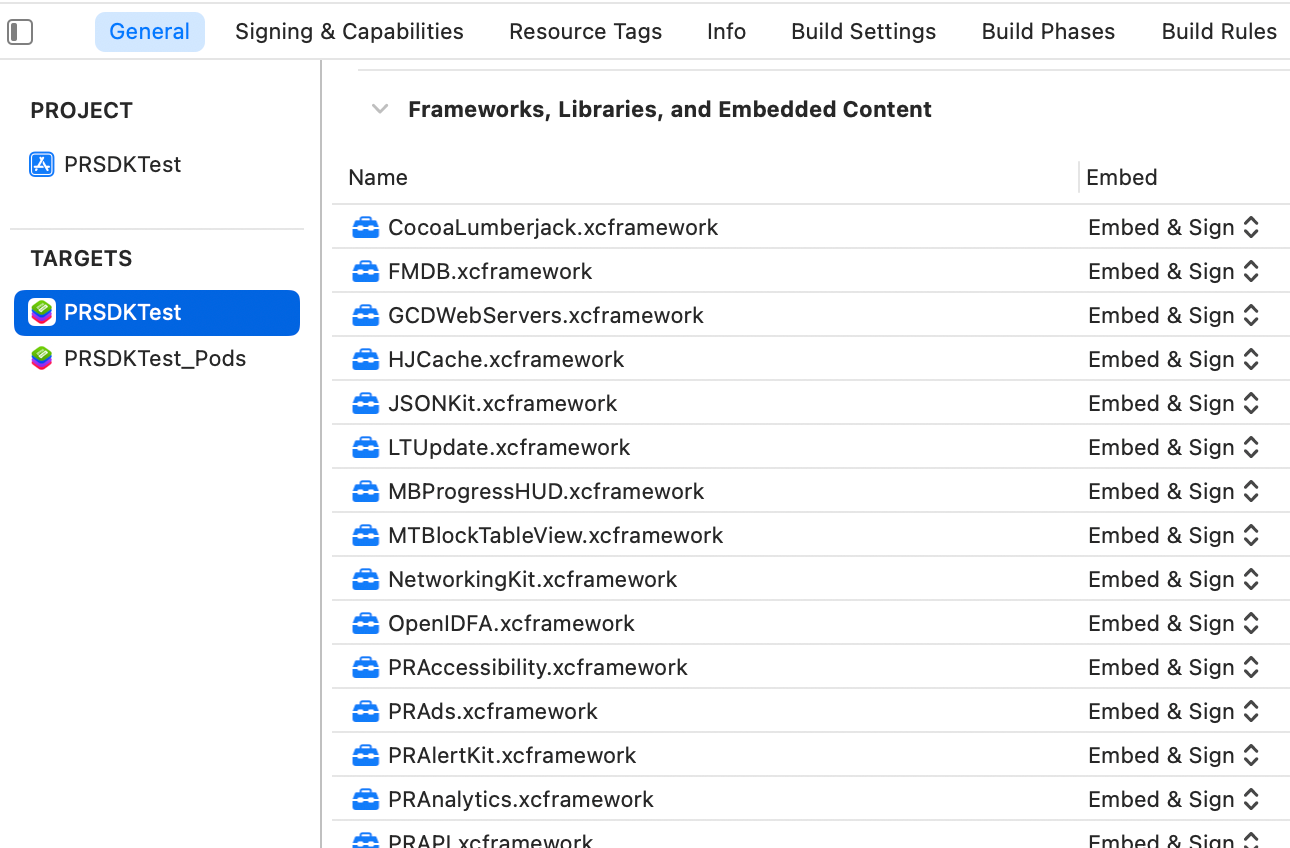 General Signing & Capabilities Resource Tags Info Build Settings Build Phases Build Rules
PROJECT
PRSDKTest
TARGETS
PRSDKTest
PRSDKTest_Pods
Frameworks, Libraries, and Embedded Content
Name Embed
CocoaLumberjack.xcframework Embed & Sign
FMDB.xcframework Embed & Sign
GCDWebServers.xcframework Embed & Sign
HJCache.xcframework Embed & Sign
JSONKit.xcframework Embed & Sign
LTUpdate.xcframework Embed & Sign
MBProgressHUD.xcframework Embed & Sign
MTBlockTableView.xcframework Embed & Sign
NetworkingKit.xcframework Embed & Sign
OpenIDFA.xcframework Embed & Sign
PRAccessibility.xcframework Embed & Sign
PRAds.xcframework Embed & Sign
PRAlertKit.xcframework Embed & Sign
PRAnalytics.xcframework Embed & Sign
PRAPI.xcframework Embed & Sign